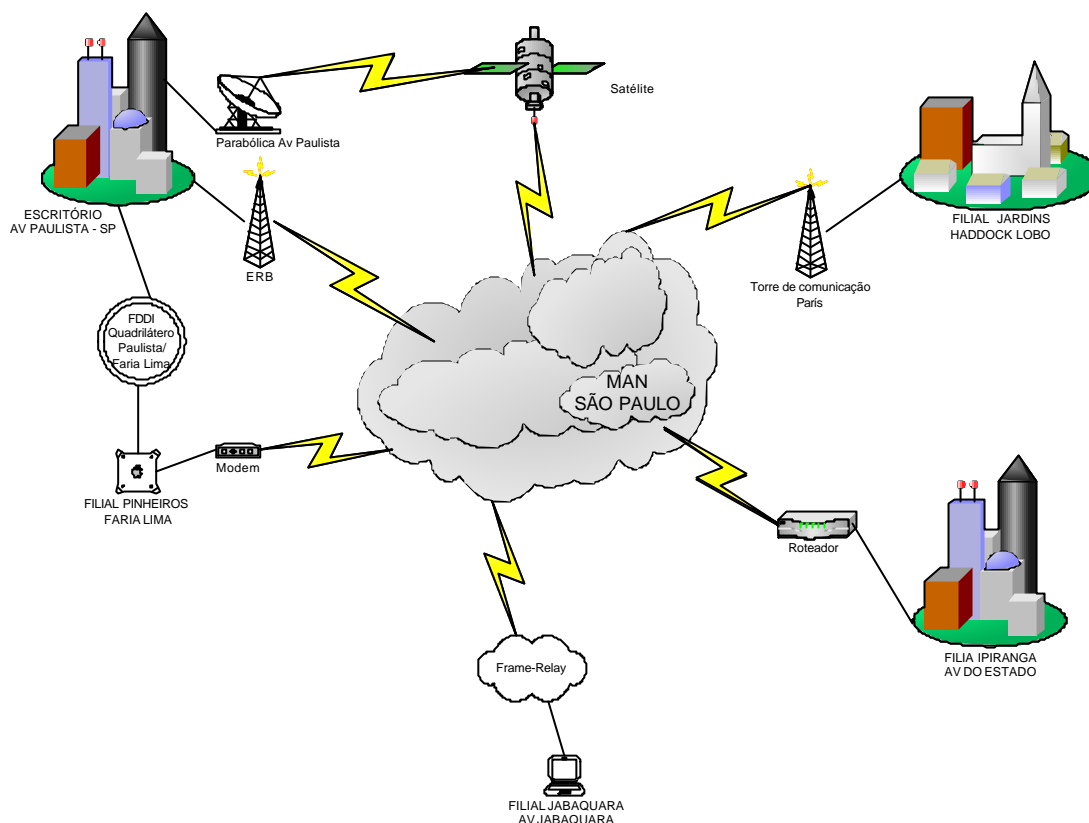 Satélite
Parabólica Av Paulista
ESCRITÓRIO
AV PAULISTA - SP
ERB
FILIAL JARDINS
HADDOCK LOBO
Torre de comunicação
París
FDDI
Quadrilátero
Paulista/
Faria Lima
MAN
SÃO PAULO
Modem
FILIAL PINHEIROS
FARIA LIMA
Roteador
Frame-Relay
FILIA IPIRANGA
AV DO ESTADO
FILIAL JABAQUARA
AV JABAQUARA